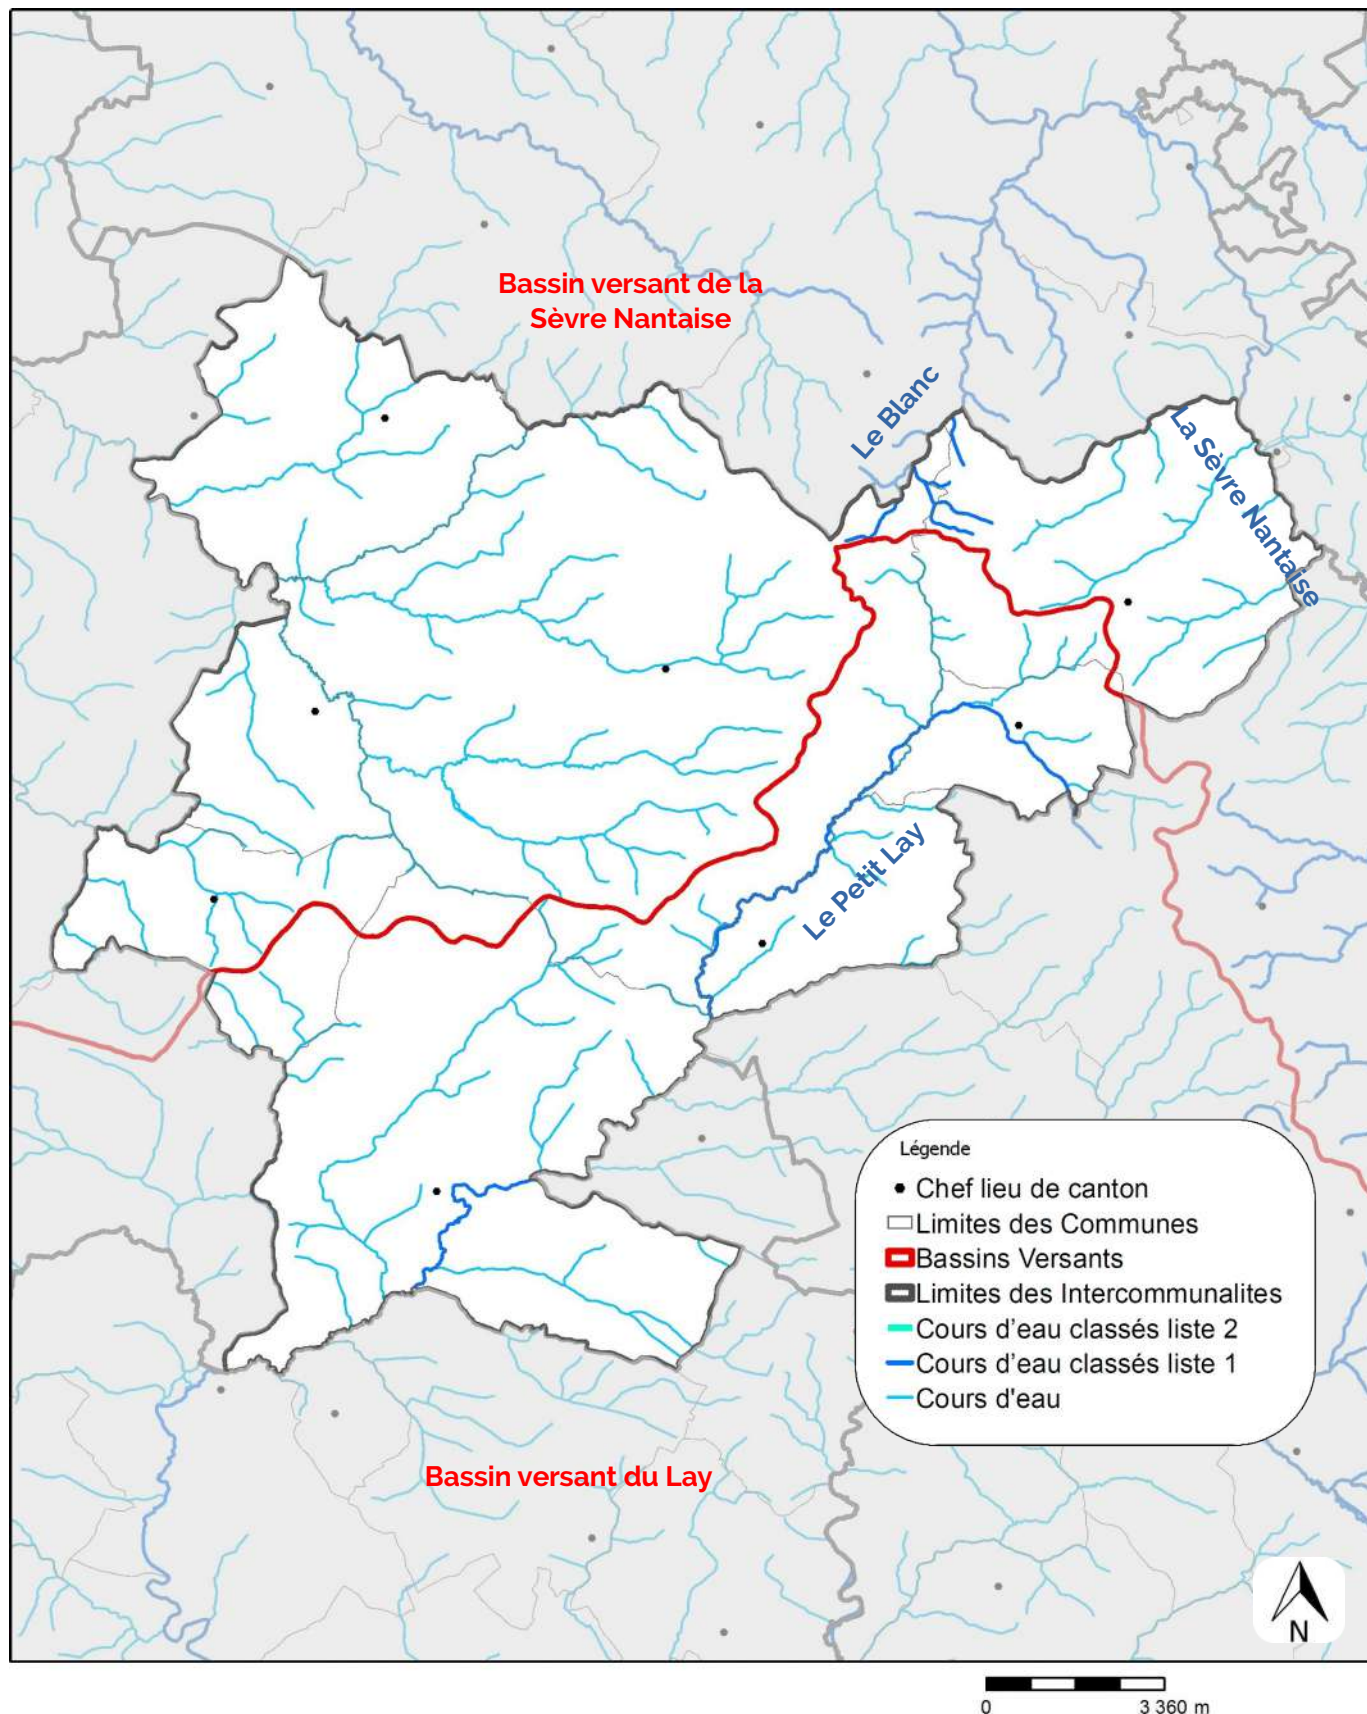 Bassin versant de la
Sèvre Nantaise
Le Blanc
La Sèvre Nantaise
Le Petit Lay
Légende
Chef lieu de canton
Limites des Communes
Bassins Versants
Limites des Intercommunalites
Cours d'eau classés liste 2
Cours d'eau classés liste 1
Cours d'eau
Bassin versant du Lay
N
0 3 360 m